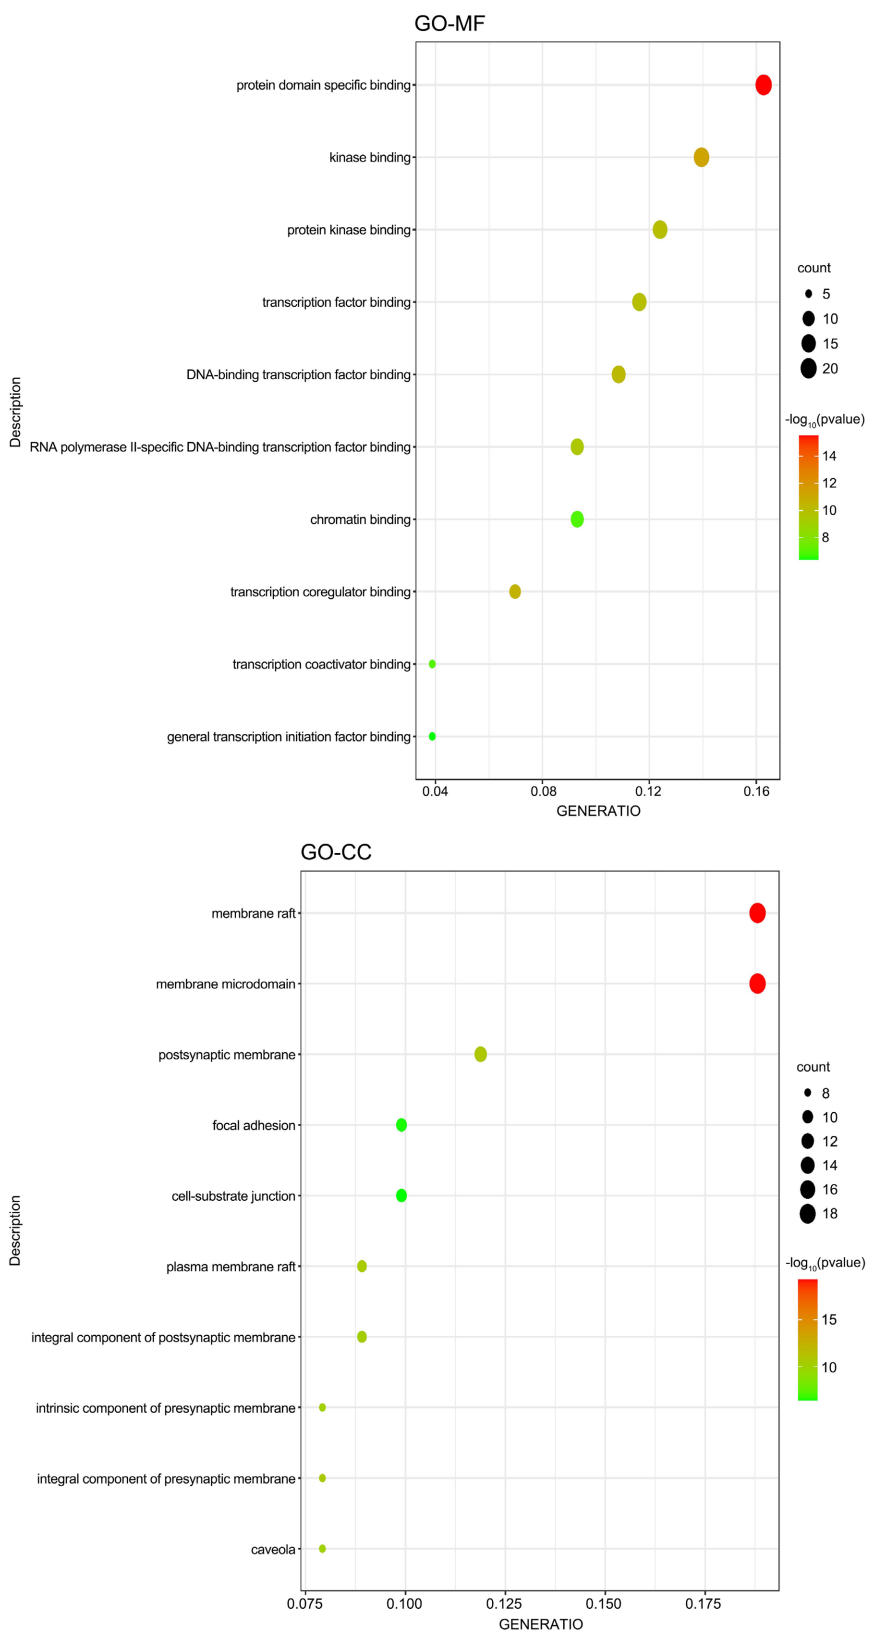 GO-MF
protein domain specific binding
kinase binding
protein kinase binding
transcription factor binding
DNA-binding transcription factor binding
RNA polymerase II-specific DNA-binding transcription factor binding
chromatin binding
transcription coregulator binding
transcription coactivator binding
general transcription initiation factor binding
Description
0.04 0.08 0.12 0.16
GENERATIO
count
5
10
15
20
-log10(pvalue)
14
12
10
8
GO-CC
membrane raft
membrane microdomain
postsynaptic membrane
focal adhesion
cell-substrate junction
plasma membrane raft
integral component of postsynaptic membrane
intrinsic component of presynaptic membrane
integral component of presynaptic membrane
caveola
Description
0.075 0.100 0.125 0.150 0.175
GENERATIO
count
8
10
12
14
16
18
-log10(pvalue)
15
10